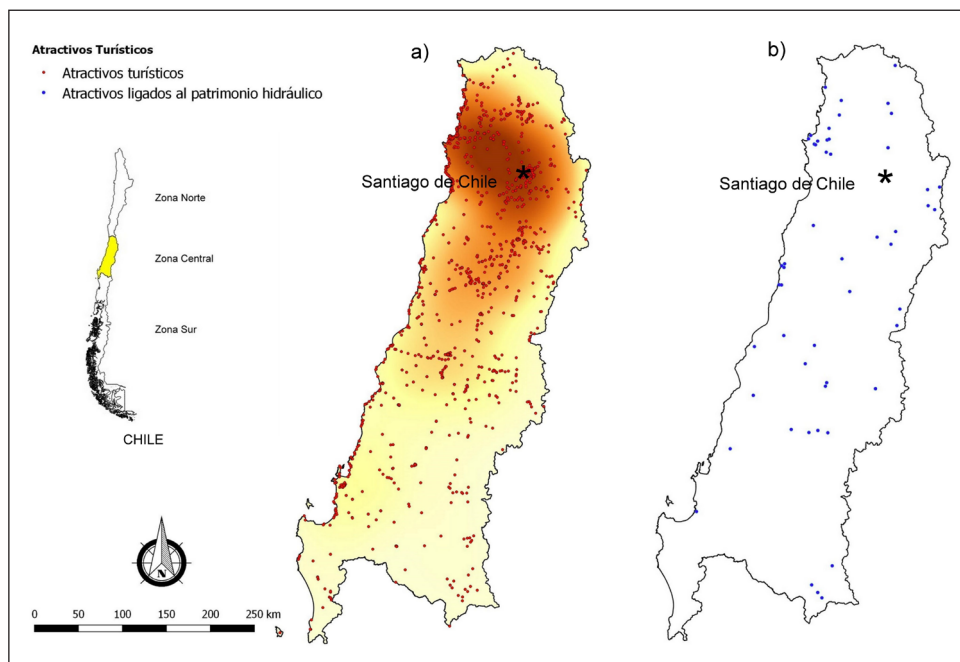 Atractivos Turísticos
Atractivos turísticos
Atractivos ligados al patrimonio hidráulico
a)
b)
Santiago de Chile *
Santiago de Chile *
Zona Norte
Zona Central
Zona Sur
CHILE
N
0 50 100 150 200 250 km